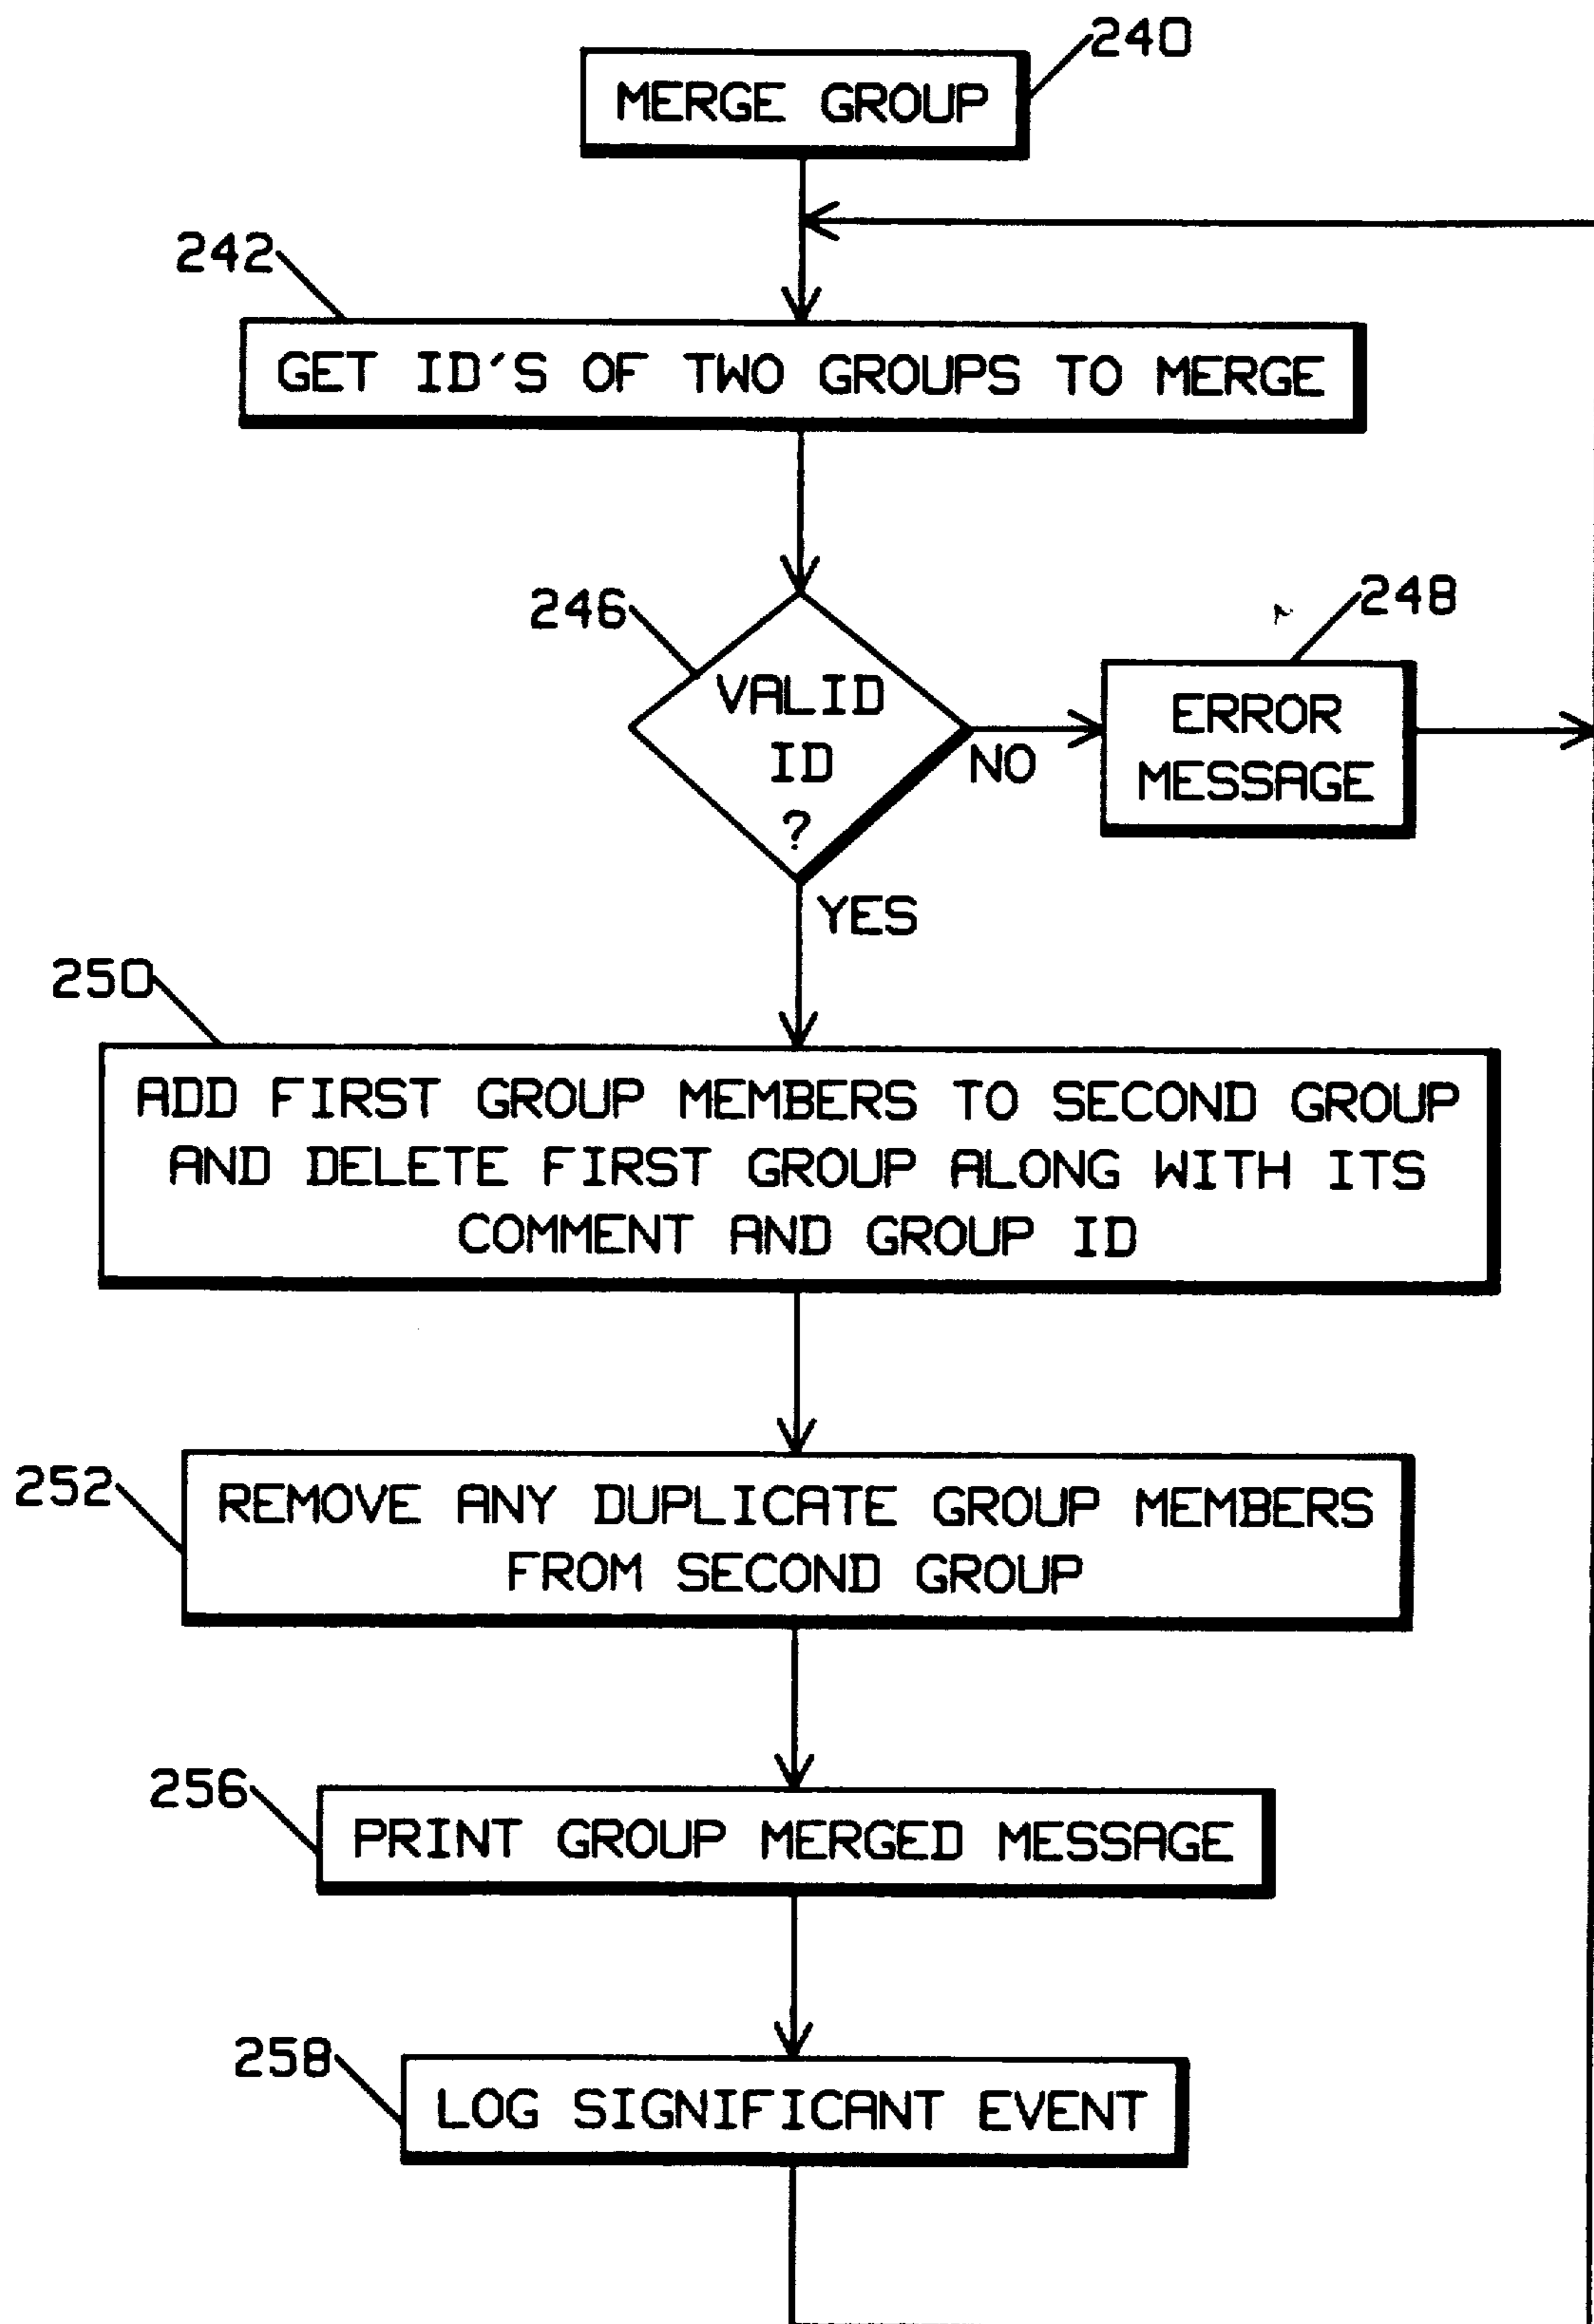 240
MERGE GROUP
242
GET ID'S OF TWO GROUPS TO MERGE
246
248
VALID
ID
?
NO
ERROR
MESSAGE
YES
250
ADD FIRST GROUP MEMBERS TO SECOND GROUP
AND DELETE FIRST GROUP ALONG WITH ITS
COMMENT AND GROUP ID
252
REMOVE ANY DUPLICATE GROUP MEMBERS
FROM SECOND GROUP
256
PRINT GROUP MERGED MESSAGE
258
LOG SIGNIFICANT EVENT